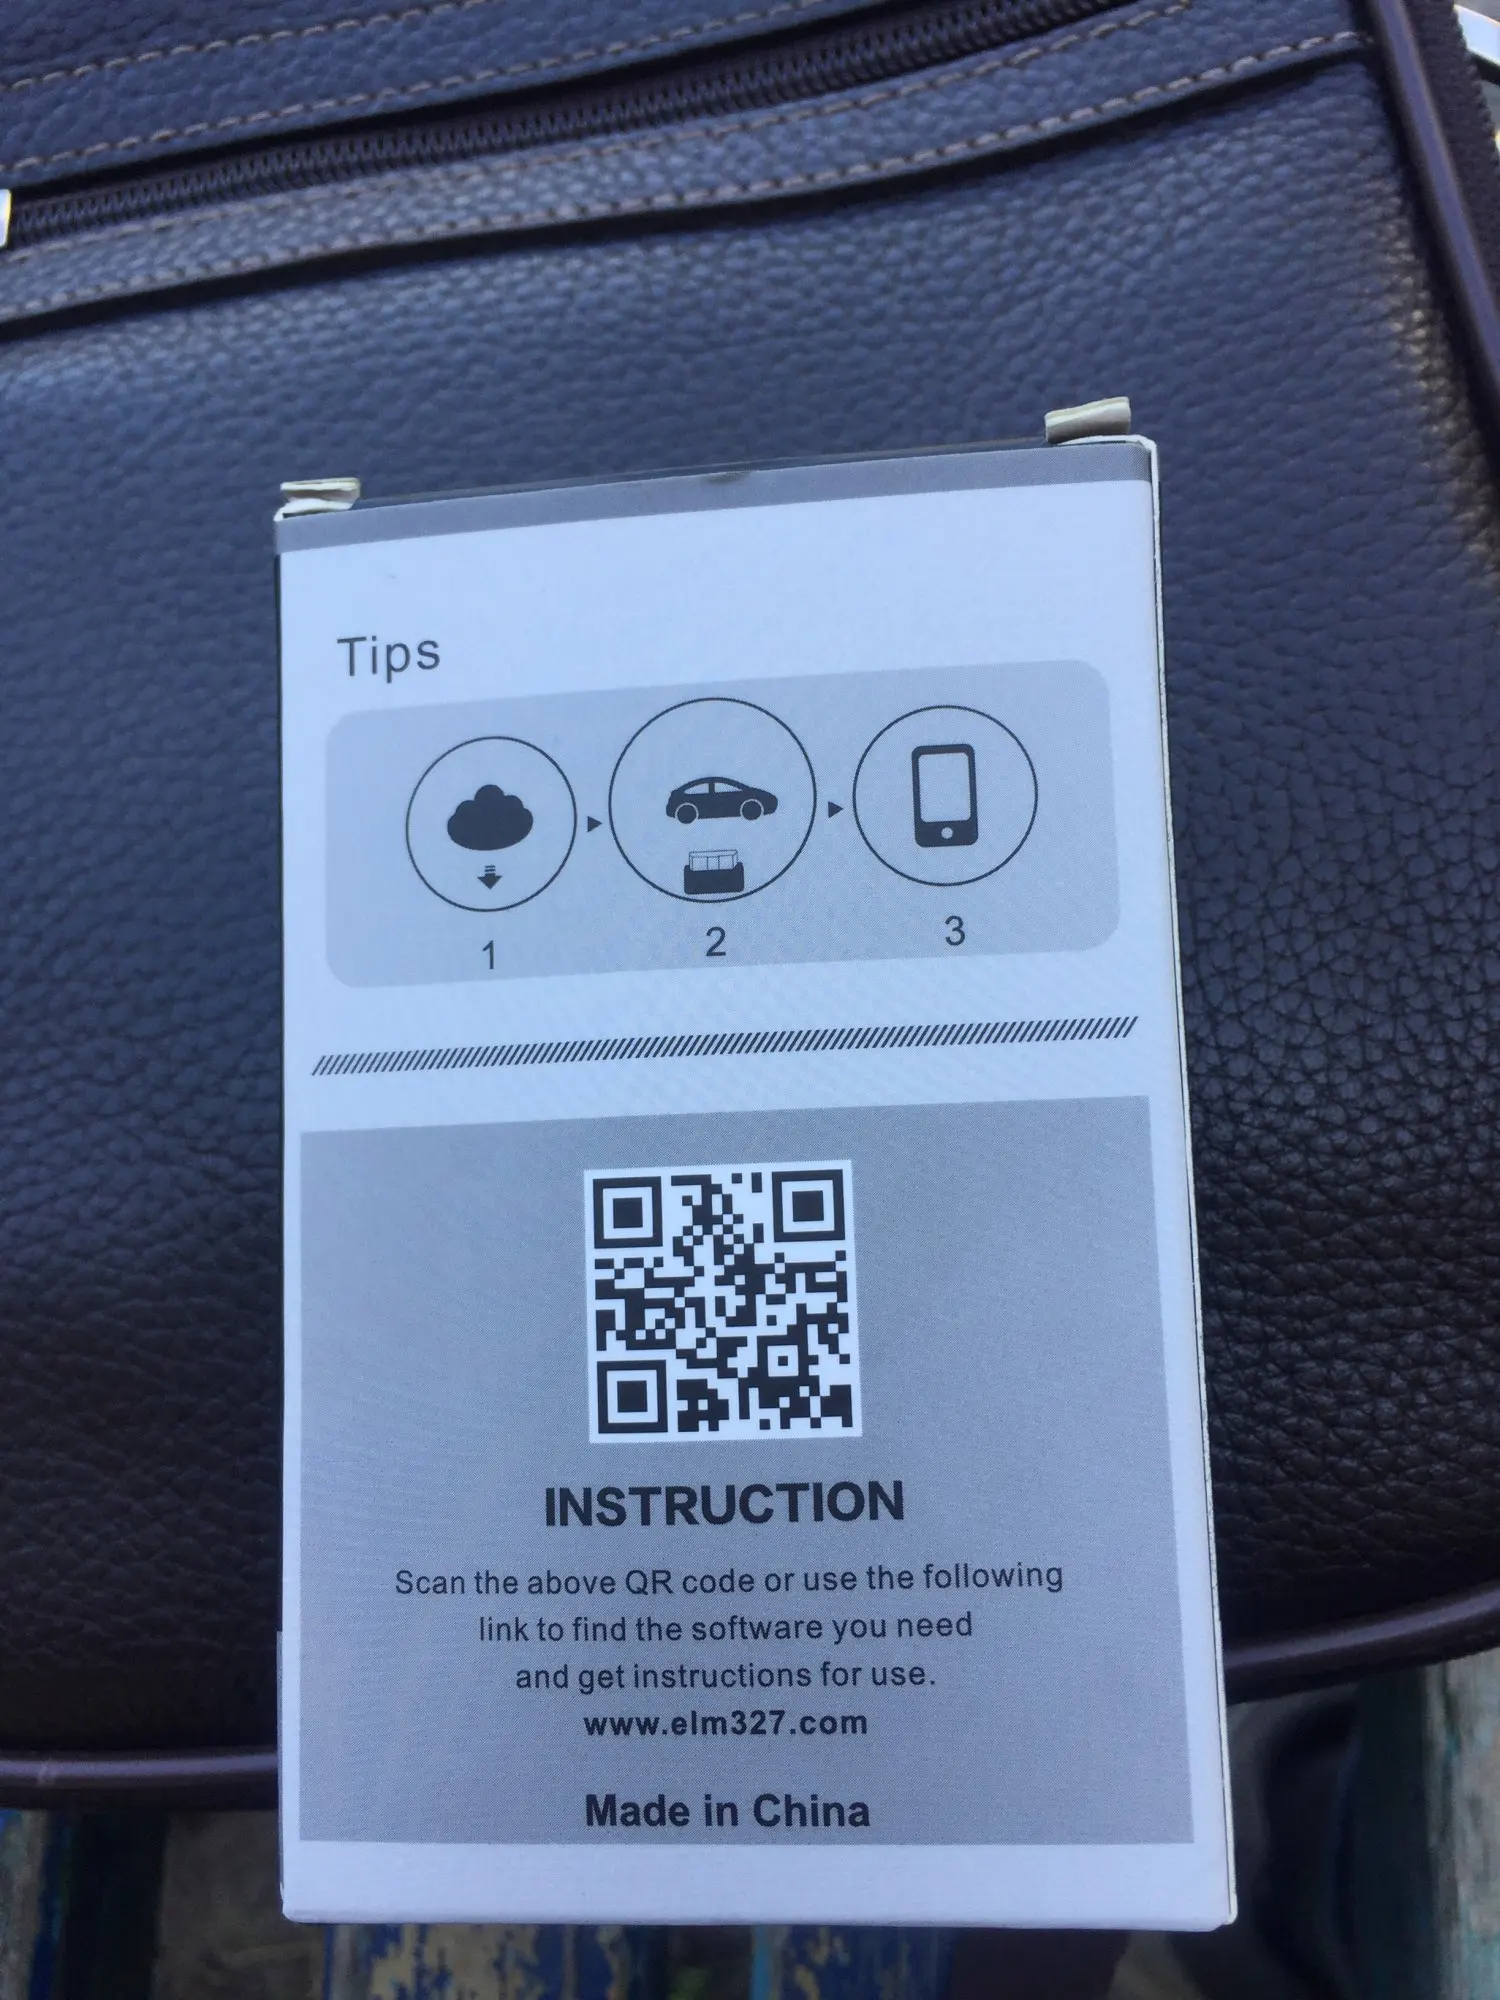 Tips
1 2 3
INSTRUCTION
Scan the above QR code or use the following
link to find the software you need
and get instructions for use.
www.elm327.com
Made in China